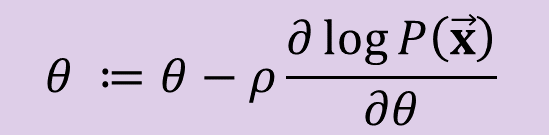 θ := θ − ρ ∂ log P(x⃗) / ∂θ